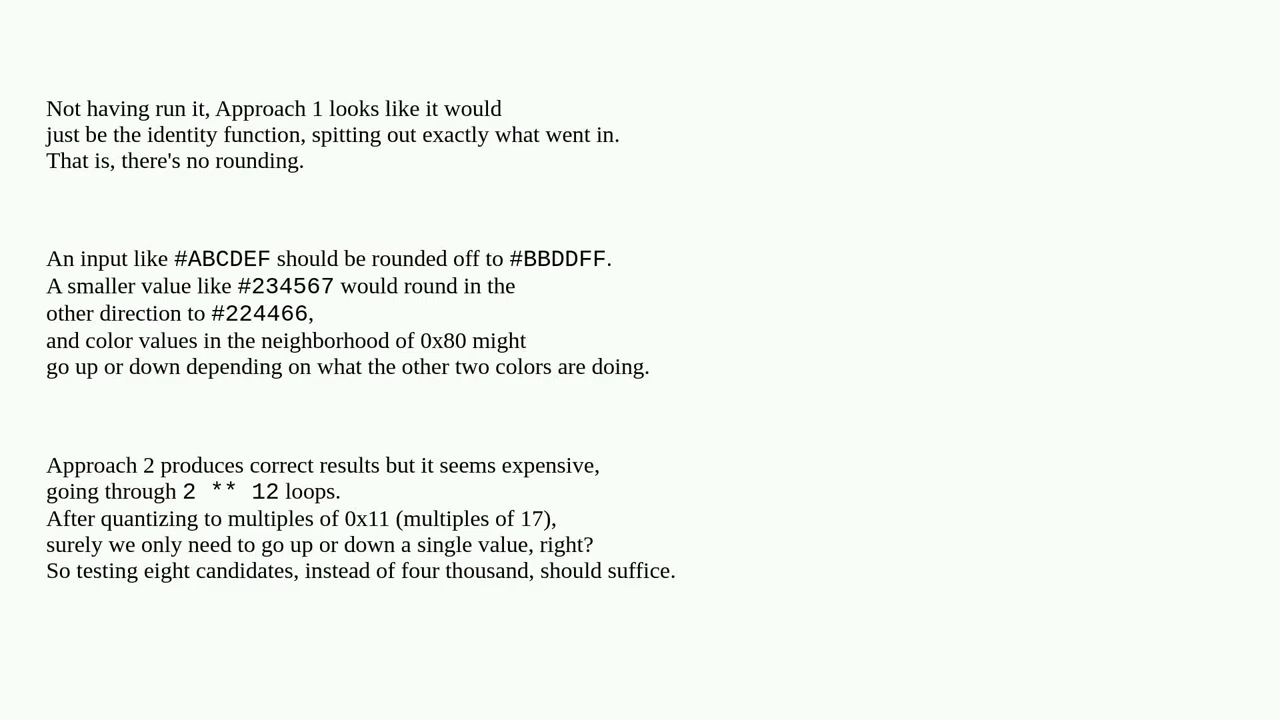 Not having run it, Approach 1 looks like it would
just be the identity function, spitting out exactly what went in.
That is, there's no rounding.
An input like #ABCDEF should be rounded off to #BBDDFF.
A smaller value like #234567 would round in the
other direction to #224466,
and color values in the neighborhood of 0x80 might
go up or down depending on what the other two colors are doing.
Approach 2 produces correct results but it seems expensive,
going through 2 ** 12 loops.
After quantizing to multiples of 0x11 (multiples of 17),
surely we only need to go up or down a single value, right?
So testing eight candidates, instead of four thousand, should suffice.